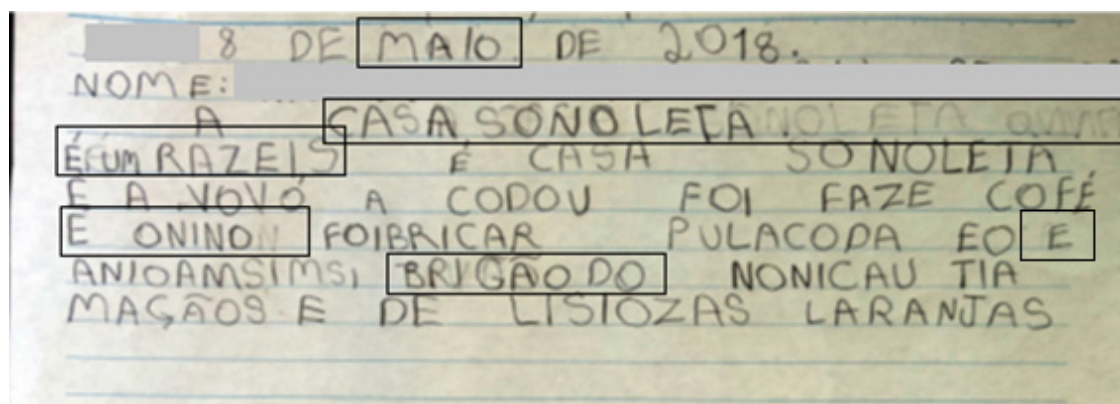 8 DE MAIO. DE 2018.
NOME:
A CASA SONOLETA.
É UM RAZEIS É CASA SONOLETA
E A VOVÓ A CODOU FOI FAZE COFÉ
E ONINO FOIBRICAR PULACODA EO E
ANIOAMSIMS, BRIGÃO DO NONICAU TIA
MAÇÃOS E DE LISIOZAS LARANJAS